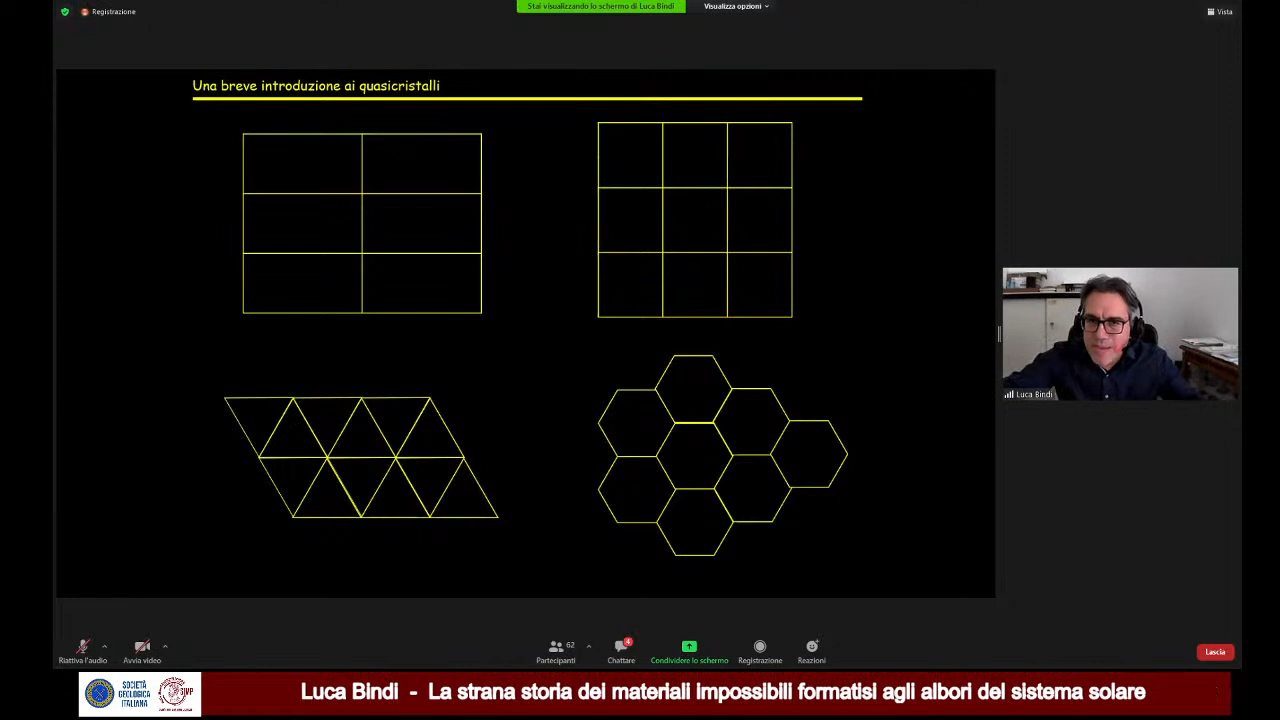 Registrazione
Stai visualizzando lo schermo di Luca Bindi
Visualizza opzioni
Vista
Una breve introduzione ai quasicristalli
Luca Bindi
Riattiva l'audio
Avvia video
62
Partecipanti
4
Chattare
Condividere lo schermo
Registrazione
Reazioni
Lascia
SOCIETÀ
GEOLOGICA
ITALIANA
Luca Bindi - La strana storia dei materiali impossibili formatisi agli albori del sistema solare